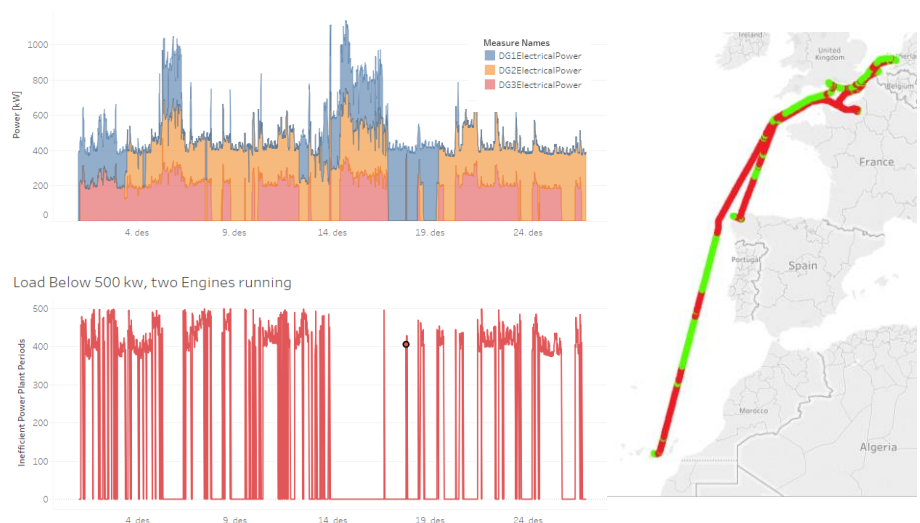 Power [kW]
1000
800
600
400
200
0
4. des
9. des
14. des
19. des
24. des
Measure Names
DG1ElectricalPower
DG2ElectricalPower
DG3ElectricalPower
Load Below 500 kw, two Engines running
Inefficient Power Plant Periods
500
400
300
200
100
0
4. des
9. des
14. des
19. des
24. des
Ireland
United
Kingdom
Belgium
France
Portugal
Spain
Morocco
Algeria